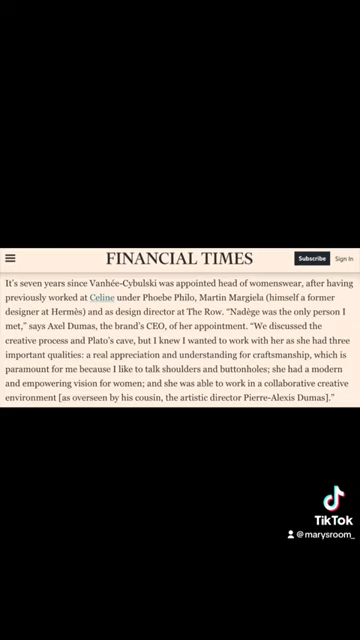 FINANCIAL TIMES
Subscribe
Sign In
It's seven years since Vanhée-Cybulski was appointed head of womenswear, after having
previously worked at Celine under Phoebe Philo, Martin Margiela (himself a former
designer at Hermès) and as design director at The Row. “Nadège was the only person I
met,” says Axel Dumas, the brand's CEO, of her appointment. “We discussed the
creative process and Plato's cave, but I knew I wanted to work with her as she had three
important qualities: a real appreciation and understanding for craftsmanship, which is
paramount for me because I like to talk shoulders and buttonholes; she had a modern
and empowering vision for women; and she was able to work in a collaborative creative
environment [as overseen by his cousin, the artistic director Pierre-Alexis Dumas].”
TikTok
@marysroom_